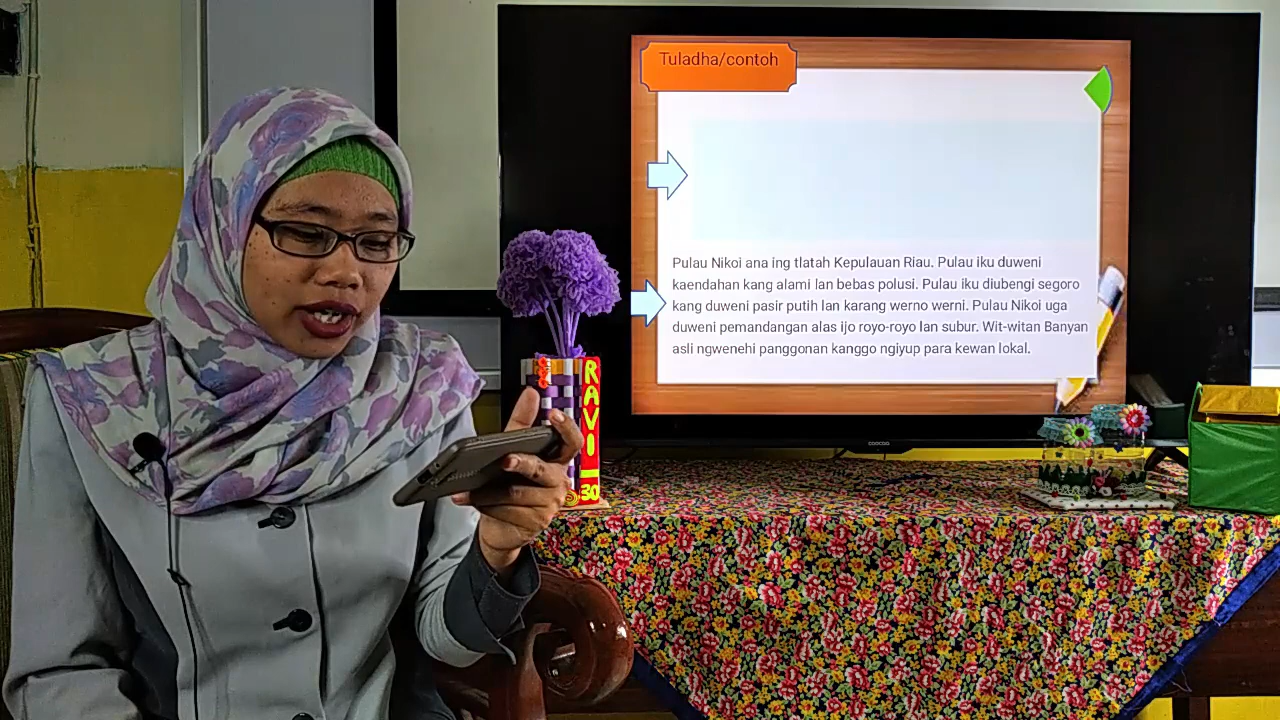 Tuladha/contoh
Pulau Nikoi ana ing tlatah Kepulauan Riau. Pulau iku duweni
kaendahan kang alami lan bebas polusi. Pulau iku diubengi segoro
kang duweni pasir putih lan karang werno werni. Pulau Nikoi uga
duweni pemandangan alas ijo royo-royo lan subur. Wit-witan Banyan
asli ngwenehi panggonan kanggo ngiyup para kewan lokal.
RAVI
30
coocaa